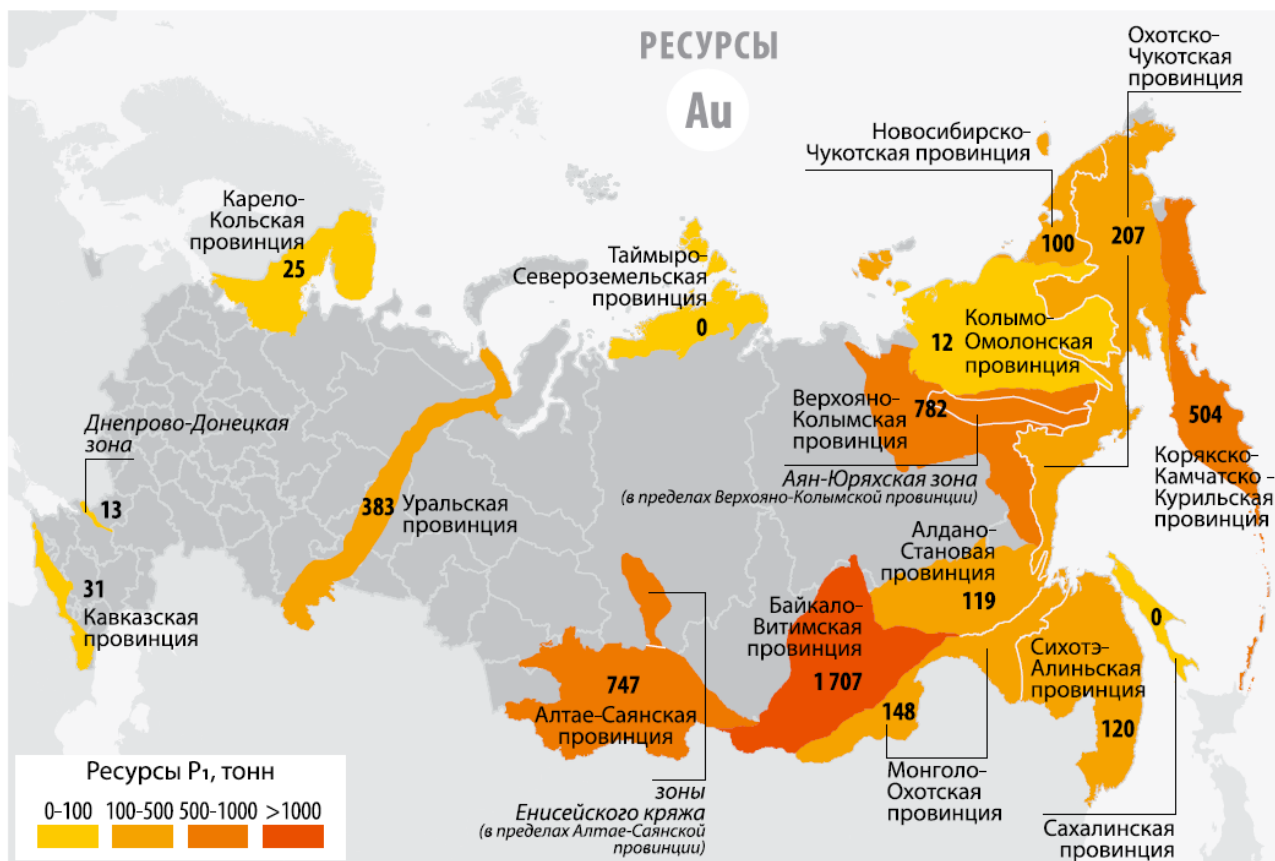 РЕСУРСЫ
Au
Охотско-
Чукотская
провинция
Новосибирско-
Чукотская провинция
Карело-
Кольская
провинция
25
Таймыро-
Североземельская
провинция
0
100
207
12
Колымо-
Омолонская
провинция
Верхояно-
Колымская
провинция
782
Аян-Юряхская зона
(в пределах Верхояно-Колымской провинции)
504
Корякско-
Камчатско-
Курильская
провинция
Днепрово-Донецкая
зона
13
383
Уральская
провинция
31
Кавказская
провинция
Алдано-
Становая
провинция
119
Байкало-
Витимская
провинция
1 707
0
Сихотэ-
Алиньская
провинция
120
747
Алтае-Саянская
провинция
148
Монголо-
Охотская
провинция
зоны
Енисейского кряжа
(в пределах Алтае-Саянской
провинции)
Сахалинская
провинция
Ресурсы P₁, тонн
0-100 100-500 500-1000 >1000